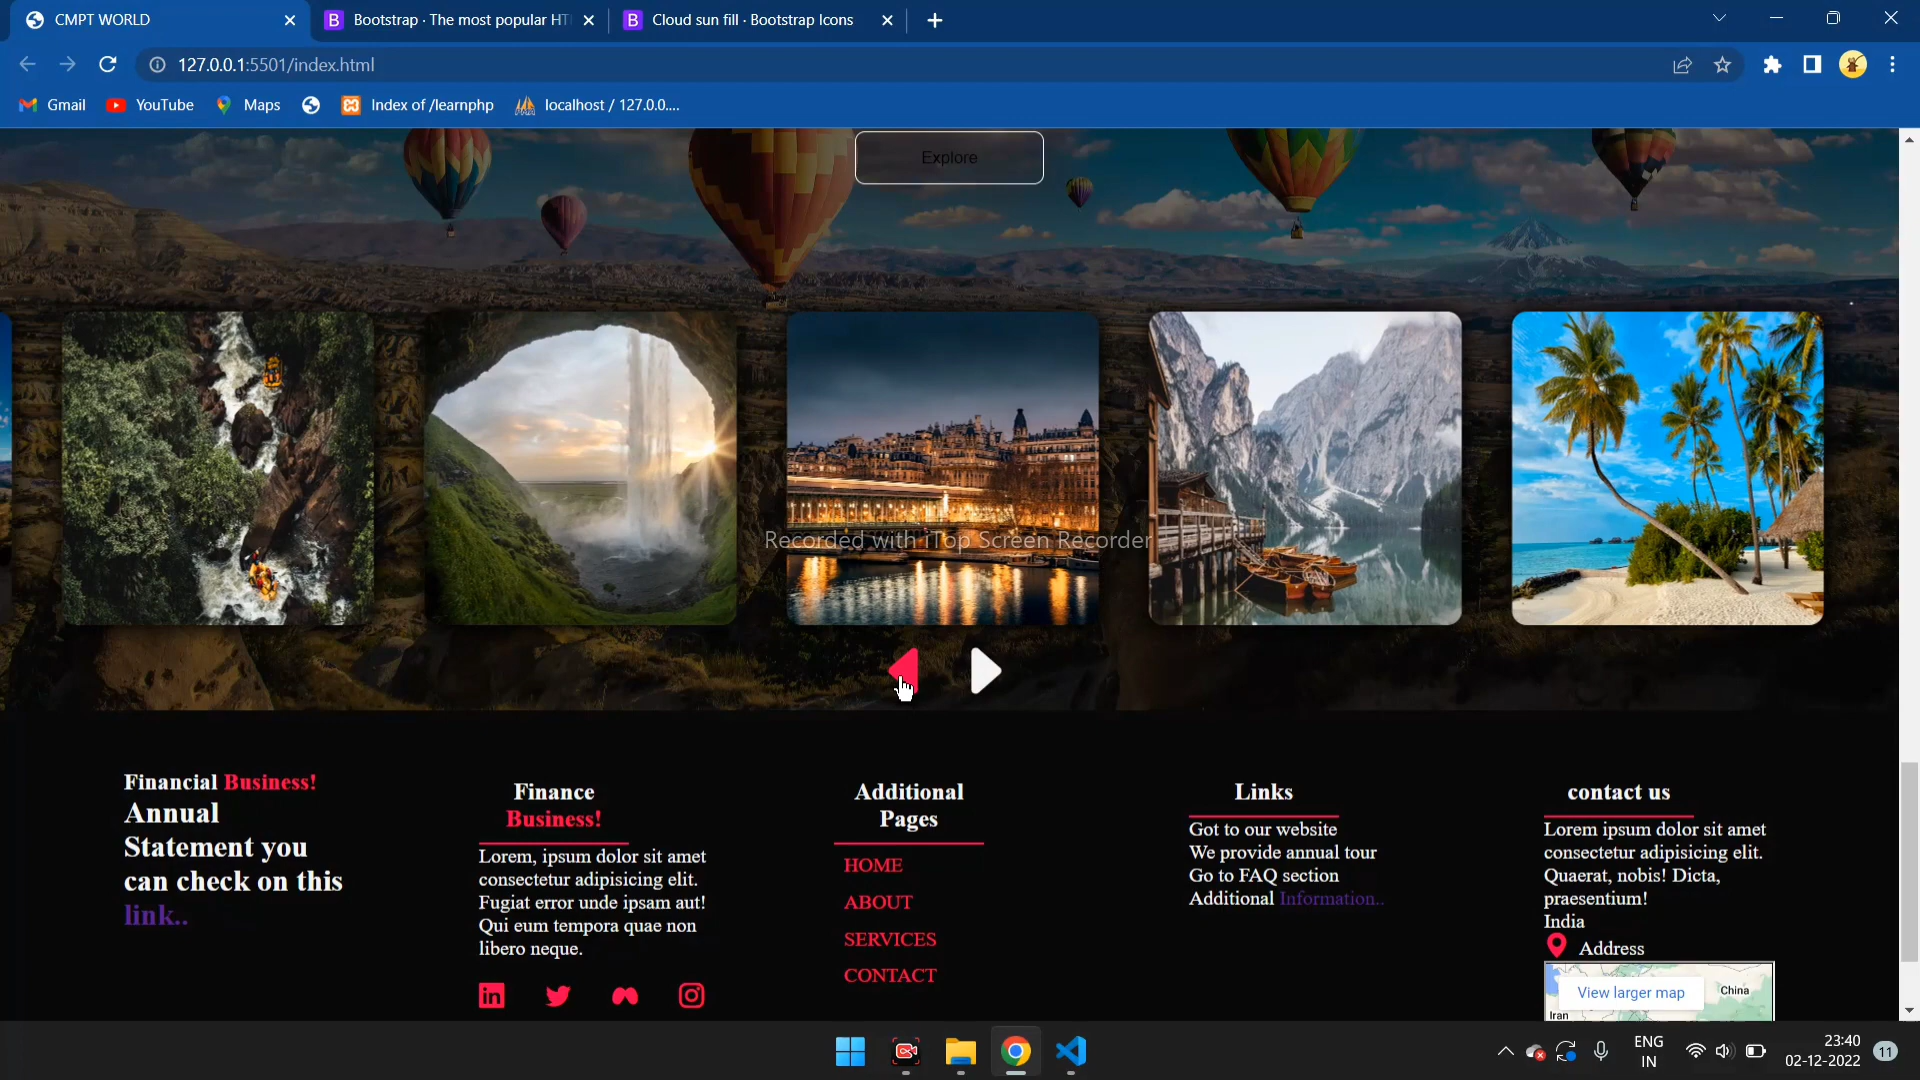 CMPT WORLD
Bootstrap · The most popular HT
Cloud sun fill · Bootstrap Icons
127.0.0.1:5501/index.html
Gmail
YouTube
Maps
Index of /learnphp
localhost / 127.0.0....
Explore
Recorded with iTop Screen Recorder
Financial Business!
Annual
Statement you
can check on this
link..
Finance
Business!
Lorem, ipsum dolor sit amet
consectetur adipisicing elit.
Fugiat error unde ipsam aut!
Qui eum tempora quae non
libero neque.
Additional
Pages
HOME
ABOUT
SERVICES
CONTACT
Links
Got to our website
We provide annual tour
Go to FAQ section
Additional Information..
contact us
Lorem ipsum dolor sit amet
consectetur adipisicing elit.
Quaerat, nobis! Dicta,
praesentium!
India
Address
View larger map
China
Iran
ENG
IN
23:40
02-12-2022
11